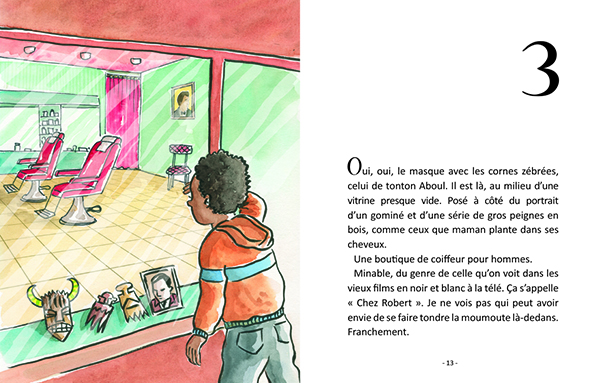 3
Oui, oui, le masque avec les cornes zébrées,
celui de tonton Aboul. Il est là, au milieu d’une
vitrine presque vide. Posé à côté du portrait
d’un gominé et d’une série de gros peignes en
bois, comme ceux que maman plante dans ses
cheveux.
Une boutique de coiffeur pour hommes.
Minable, du genre de celle qu’on voit dans les
vieux films en noir et blanc à la télé. Ça s’appelle
« Chez Robert ». Je ne vois pas qui peut avoir
envie de se faire tondre la moumoute là-dedans.
Franchement.
- 13 -